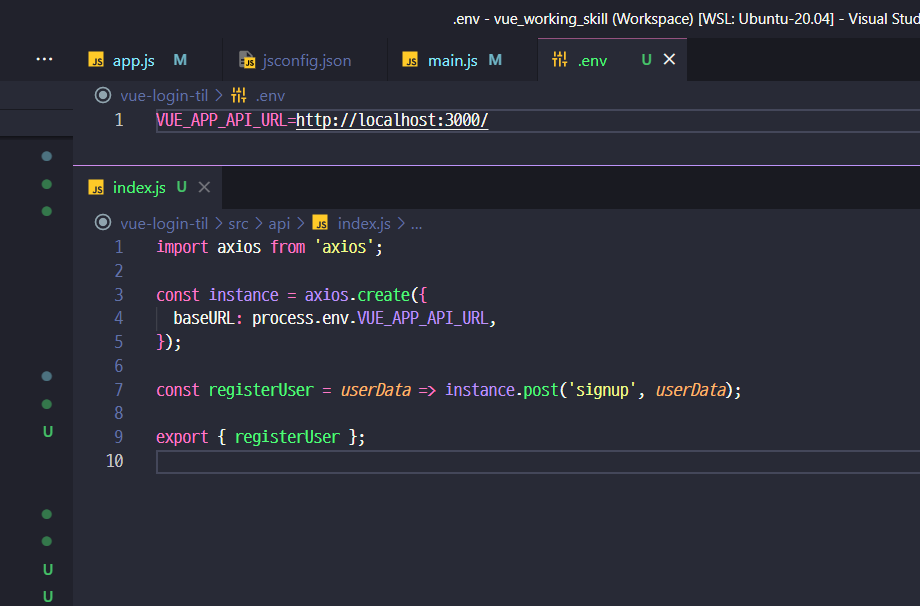 .env - vue_working_skill (Workspace) [WSL: Ubuntu-20.04] - Visual Stud
... JS app.js M JS jsconfig.json JS main.js M .env U
vue-login-til > .env
1 VUE_APP_API_URL=http://localhost:3000/
JS index.js U
vue-login-til > src > api > JS index.js > ...
1 import axios from 'axios';
2
3 const instance = axios.create({
4 baseURL: process.env.VUE_APP_API_URL,
5 });
6
7 const registerUser = userData => instance.post('signup', userData);
8
9 export { registerUser };
10
U
U
U